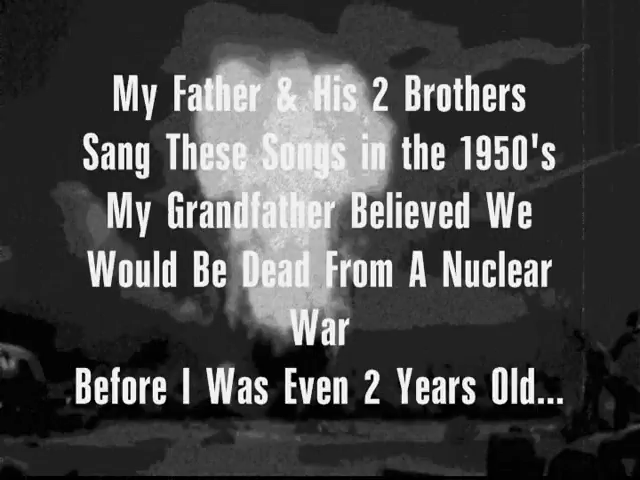 My Father & His 2 Brothers
Sang These Songs in the 1950's
My Grandfather Believed We
Would Be Dead From A Nuclear
War
Before I Was Even 2 Years Old...